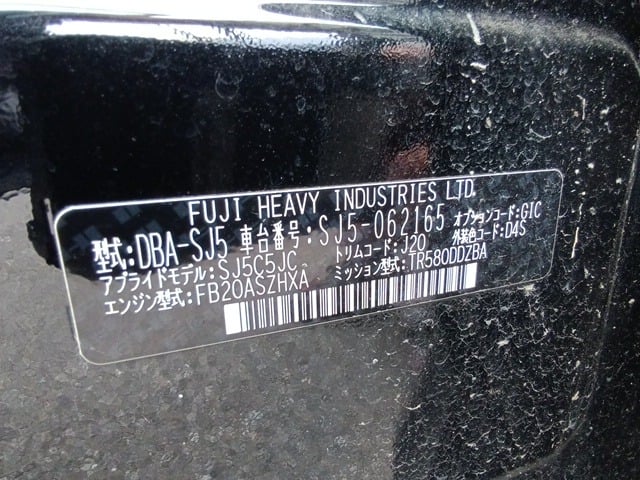 FUJI HEAVY INDUSTRIES LTD.
型式:DBA-SJ5 車台番号:SJ5-062165 オプションコード:GIC
アプライドモデル:SJ5C5JC トリムコード:J20 外装色コード:D4S
エンジン型式:FB20ASZHXA ミッション型式:TR580DDZBA